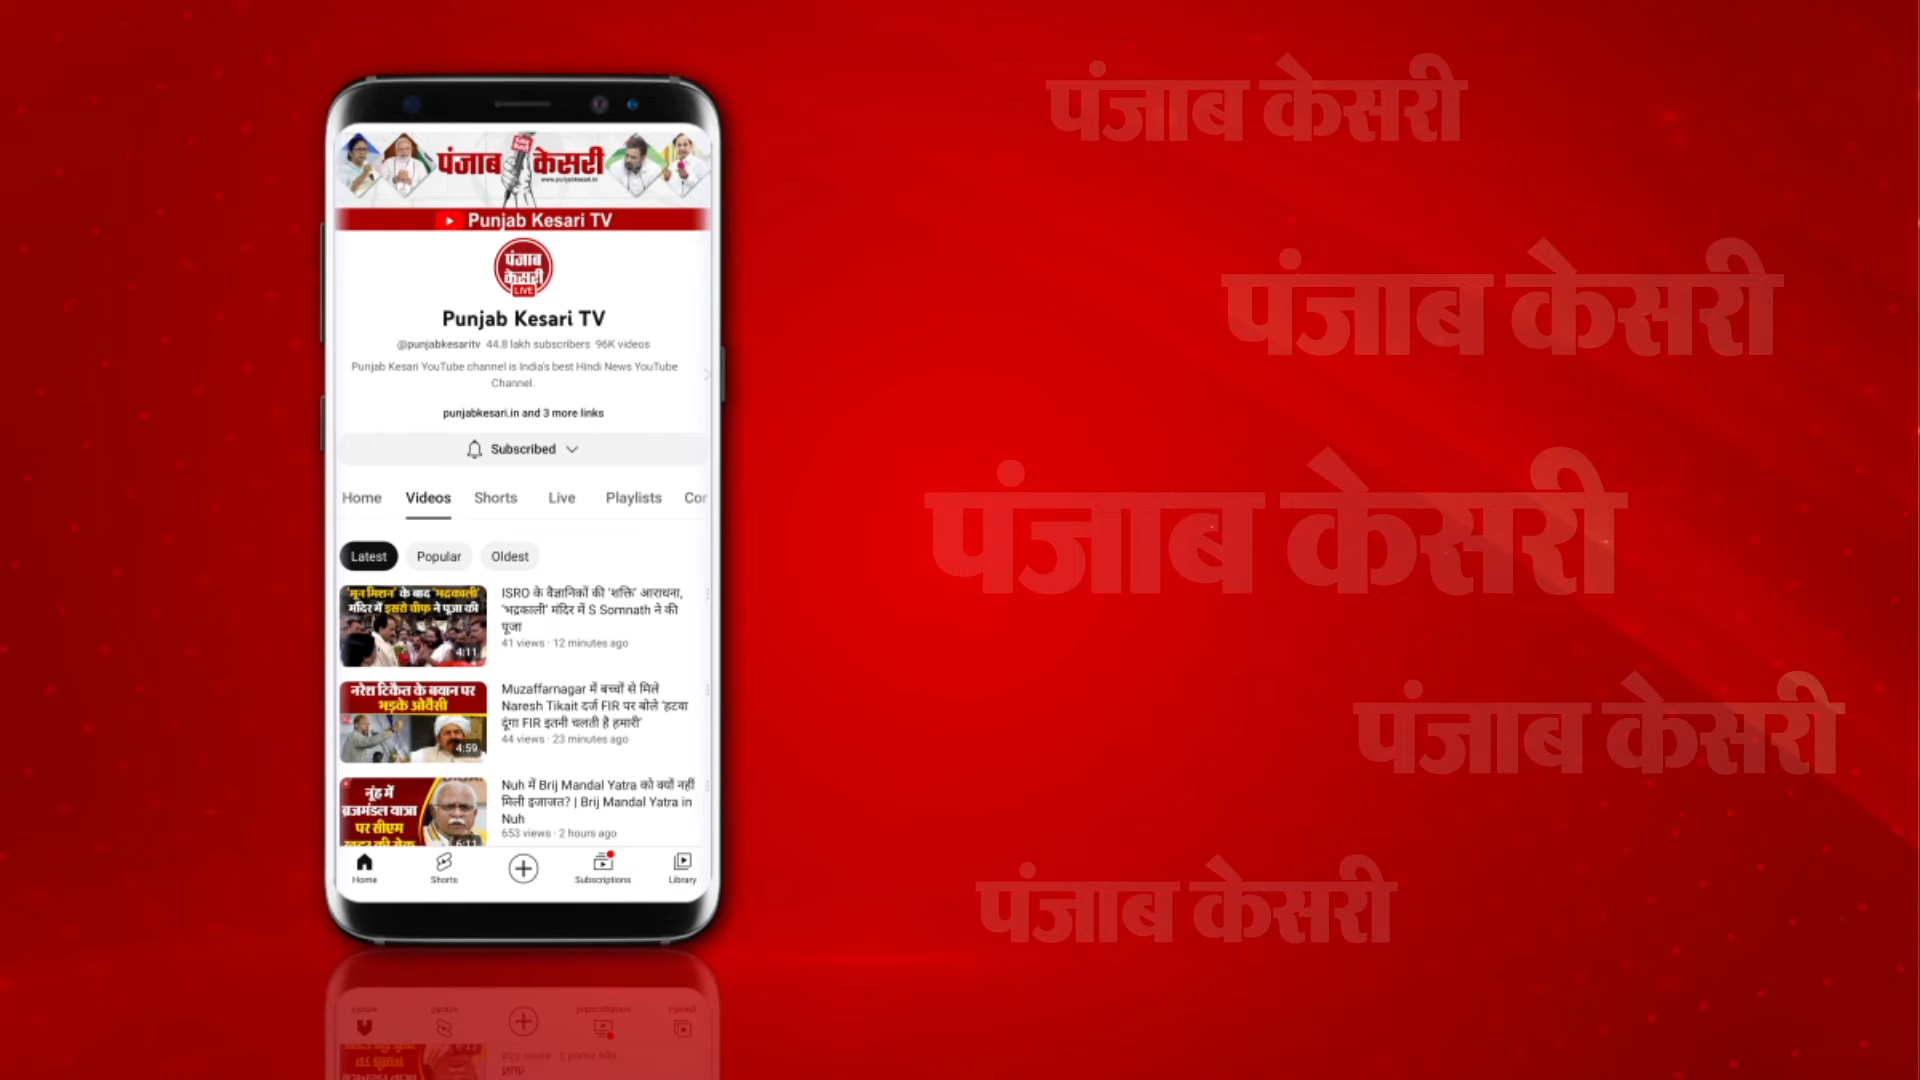 पंजाब केसरी
www.punjabkesari.in
Punjab Kesari TV
पंजाब
केसरी
LIVE
Punjab Kesari TV
@punjabkesaritv 44.8 lakh subscribers 96K videos
Punjab Kesari YouTube channel is India's best Hindi News YouTube
Channel.
punjabkesari.in and 3 more links
Subscribed
Home Videos Shorts Live Playlists Cor
Latest Popular Oldest
'मून मिशन' के बाद 'भद्रकाली'
मंदिर में इसरो चीफ ने पूजा की
4:11
ISRO के वैज्ञानिकों की 'शक्ति' आराधना,
'भद्रकाली' मंदिर में S Somnath ने की
पूजा
41 views · 12 minutes ago
नरेश टिकैत के बयान पर
भड़के ओवैसी
4:59
Muzaffarnagar में बच्चों से मिले
Naresh Tikait दर्ज FIR पर बोले 'हटवा
दूंगा FIR इतनी चलती है हमारी'
44 views · 23 minutes ago
नूंह में
ब्रजमंडल यात्रा
पर सीएम
6:11
Nuh में Brij Mandal Yatra को क्यों नहीं
मिली इजाजत? | Brij Mandal Yatra in
Nuh
653 views · 2 hours ago
Home Shorts Subscriptions Library
पंजाब केसरी
पंजाब केसरी
पंजाब केसरी
पंजाब केसरी
पंजाब केसरी